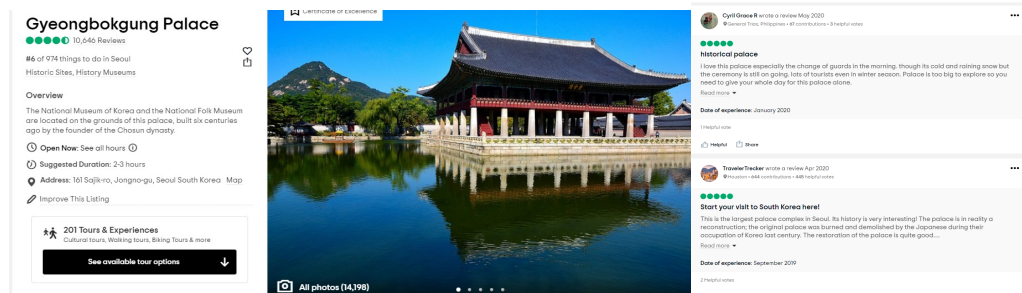 Gyeongbokgung Palace
10,646 Reviews
#6 of 974 things to do in Seoul
Historic Sites, History Museums
Overview
The National Museum of Korea and the National Folk Museum
are located on the grounds of this palace, built six centuries
ago by the founder of the Chosun dynasty.
Open Now: See all hours
Suggested Duration: 2-3 hours
Address: 161 Sajik-ro, Jongno-gu, Seoul South Korea Map
Improve This Listing
201 Tours & Experiences
Cultural tours, Walking tours, Biking Tours & more
See available tour options
Certificate of Excellence
All photos (14,198)
Cyril Grace R wrote a review May 2020
General Trias, Philippines • 67 contributions • 3 helpful votes
historical palace
I love this palace especially the change of guards in the morning. though its cold and raining snow but
the ceremony is still on going. lots of tourists even in winter season. Palace is too big to explore so you
need to give your whole day for this palace alone.
Read more
Date of experience: January 2020
1 Helpful vote
Helpful Share
TravelerTrecker wrote a review Apr 2020
Houston • 644 contributions • 448 helpful votes
Start your visit to South Korea here!
This is the largest palace complex in Seoul. Its history is very interesting! The palace is in reality a
reconstruction; the original palace was burned and demolished by the Japanese during their
occupation of Korea last century. The restoration of the palace is quite good....
Read more
Date of experience: September 2019
2 Helpful votes